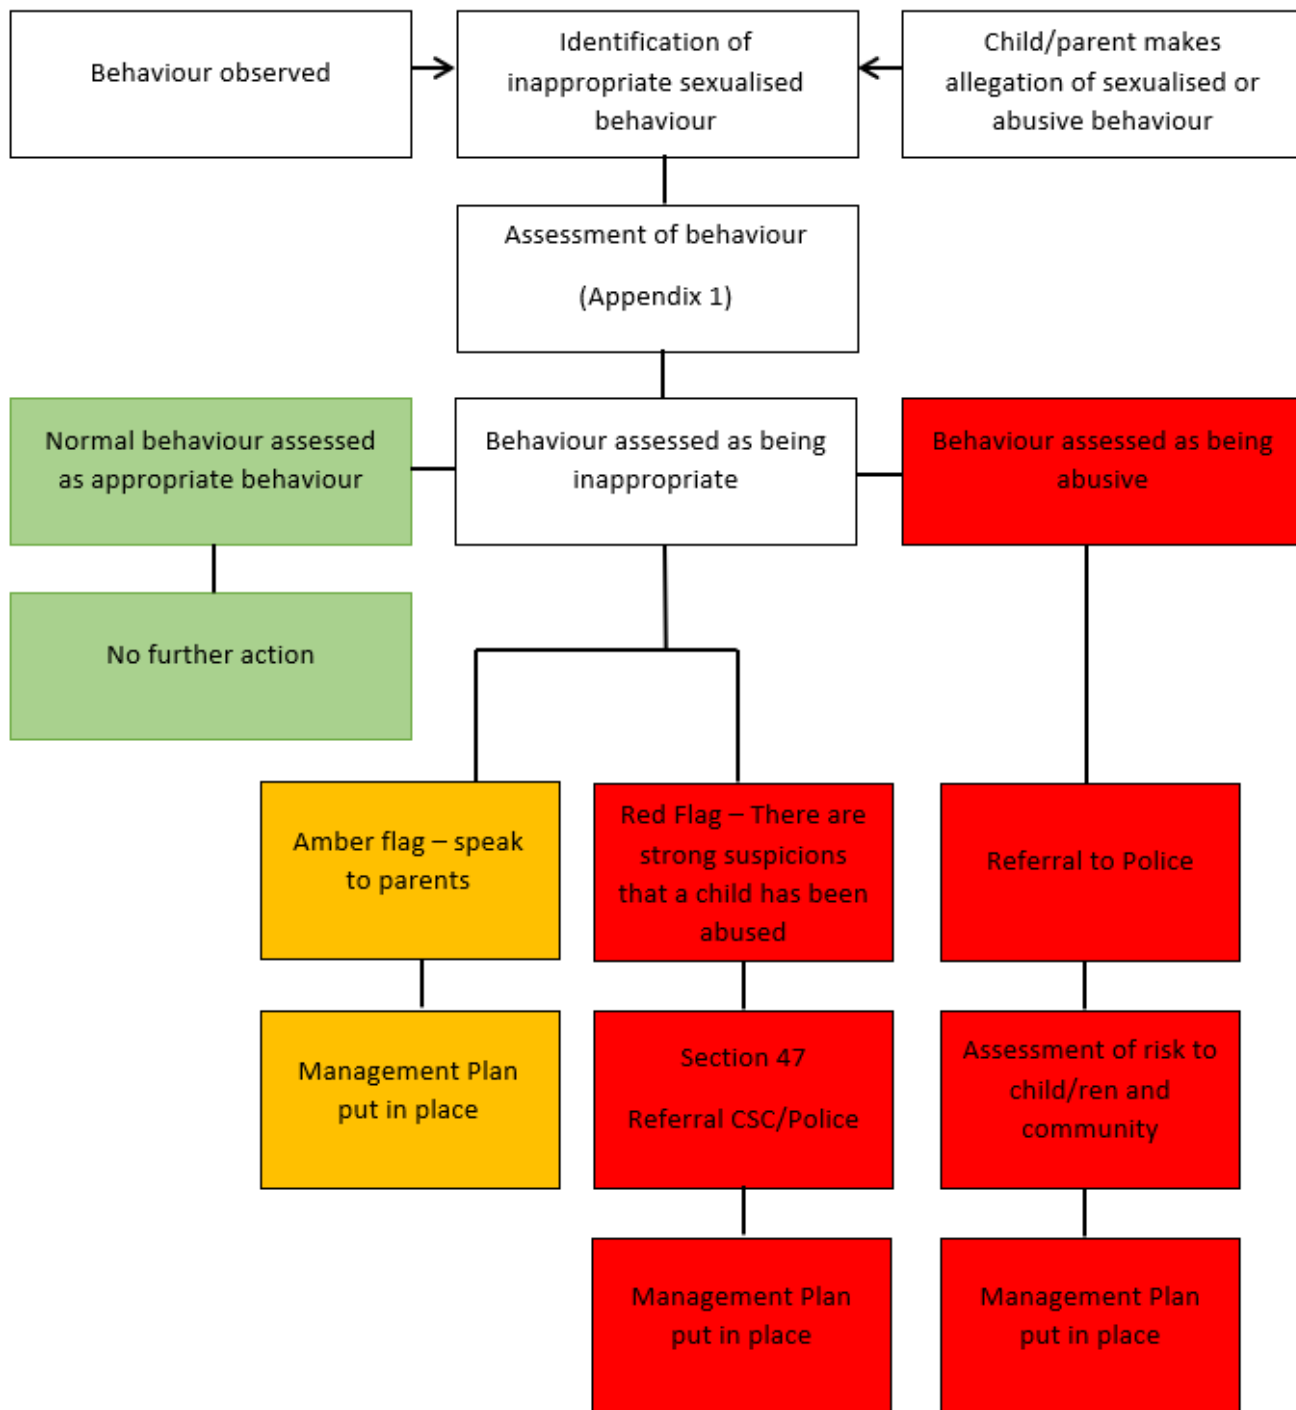 Behaviour observed
Identification of
inappropriate sexualised
behaviour
Child/parent makes
allegation of sexualised or
abusive behaviour
Assessment of behaviour
(Appendix 1)
Normal behaviour assessed
as appropriate behaviour
Behaviour assessed as being
inappropriate
Behaviour assessed as being
abusive
No further action
Amber flag – speak
to parents
Red Flag – There are
strong suspicions
that a child has been
abused
Referral to Police
Management Plan
put in place
Section 47
Referral CSC/Police
Assessment of risk to
child/ren and
community
Management Plan
put in place
Management Plan
put in place